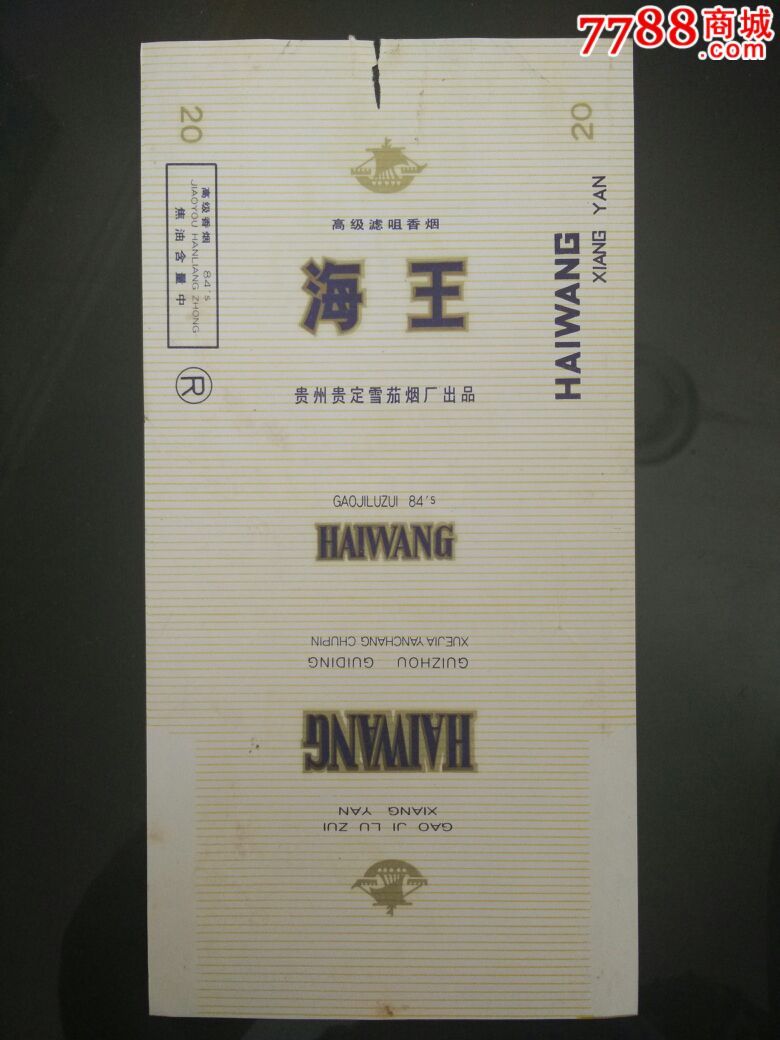 7788商城
.com
20
20
高级香烟 84's
JIAOYOU HANLIANG ZHONG
焦油含量中
R
高级滤咀香烟
海王
贵州贵定雪茄烟厂出品
HAIWANG
XIANG YAN
GAOJILUZUI 84's
HAIWANG
GUIZHOU GUIDING
XUEJIA YANCHANG CHUPIN
HAIWANG
GAO JI LU ZUI
XIANG YAN